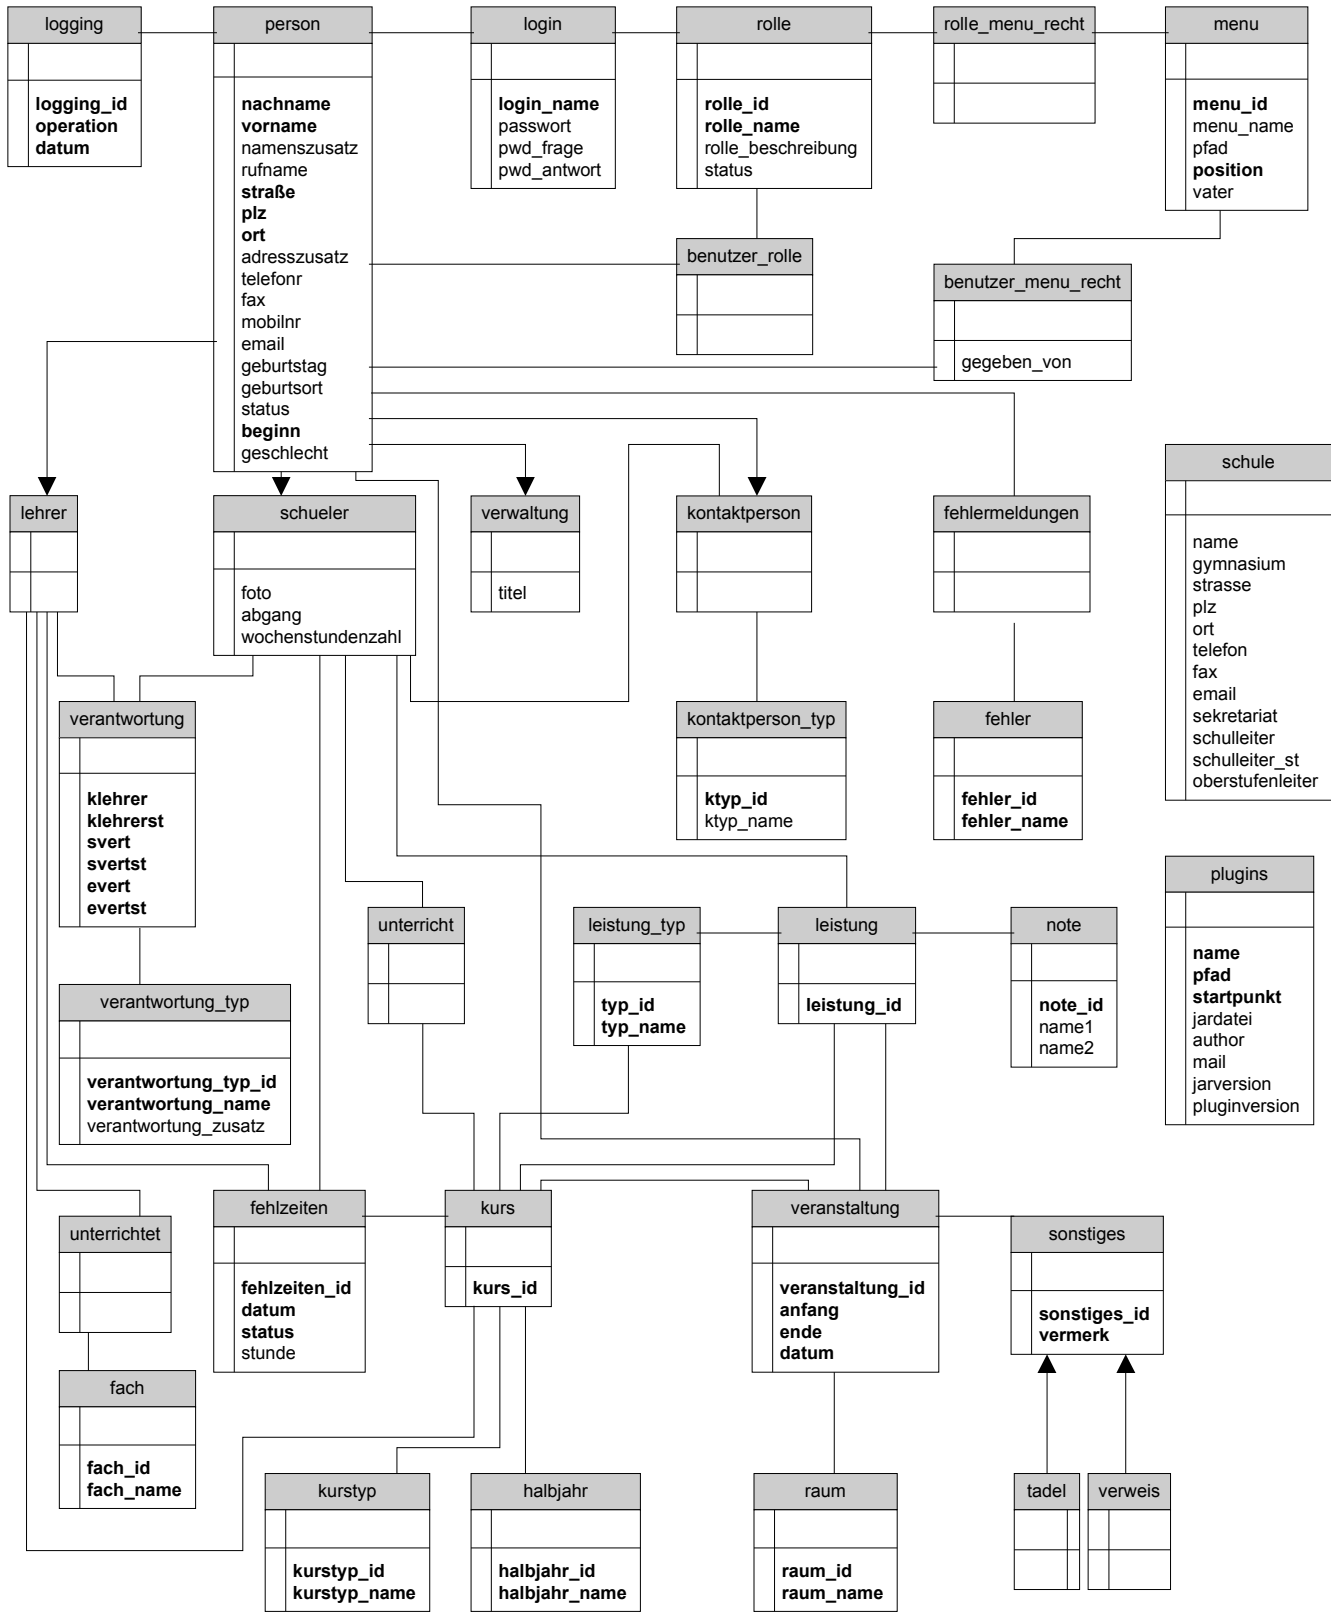 logging
logging_id
operation
datum
person
nachname
vorname
namenszusatz
rufname
straße
plz
ort
adresszusatz
telefonr
fax
mobilnr
email
geburtstag
geburtsort
status
beginn
geschlecht
login
login_name
passwort
pwd_frage
pwd_antwort
rolle
rolle_id
rolle_name
rolle_beschreibung
status
rolle_menu_recht
menu
menu_id
menu_name
pfad
position
vater
benutzer_rolle
benutzer_menu_recht
gegeben_von
lehrer
schueler
foto
abgang
wochenstundenzahl
verwaltung
titel
kontaktperson
fehlermeldungen
schule
name
gymnasium
strasse
plz
ort
telefon
fax
email
sekretariat
schulleiter
schulleiter_st
oberstufenleiter
verantwortung
klehrer
klehrerst
svert
svertst
evert
evertst
kontaktperson_typ
ktyp_id
ktyp_name
fehler
fehler_id
fehler_name
plugins
name
pfad
startpunkt
jardatei
author
mail
jarversion
pluginversion
unterricht
leistung_typ
typ_id
typ_name
leistung
leistung_id
note
note_id
name1
name2
verantwortung_typ
verantwortung_typ_id
verantwortung_name
verantwortung_zusatz
unterrichtet
fehlzeiten
fehlzeiten_id
datum
status
stunde
kurs
kurs_id
veranstaltung
veranstaltung_id
anfang
ende
datum
sonstiges
sonstiges_id
vermerk
fach
fach_id
fach_name
kurstyp
kurstyp_id
kurstyp_name
halbjahr
halbjahr_id
halbjahr_name
raum
raum_id
raum_name
tadel
verweis